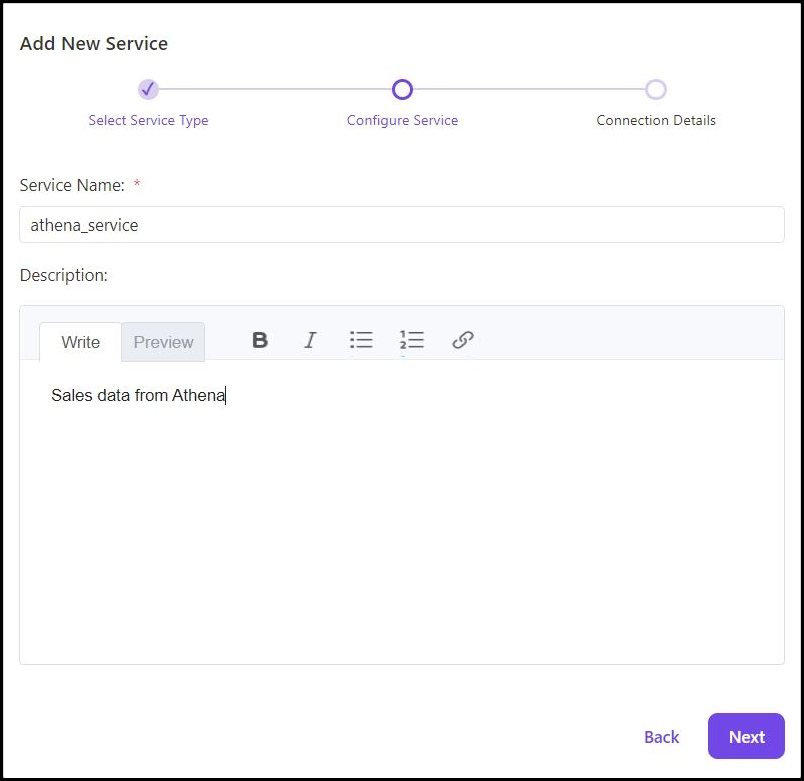 Add New Service
Select Service Type
Configure Service
Connection Details
Service Name: *
athena_service
Description:
Write Preview B I
Sales data from Athena
Back Next